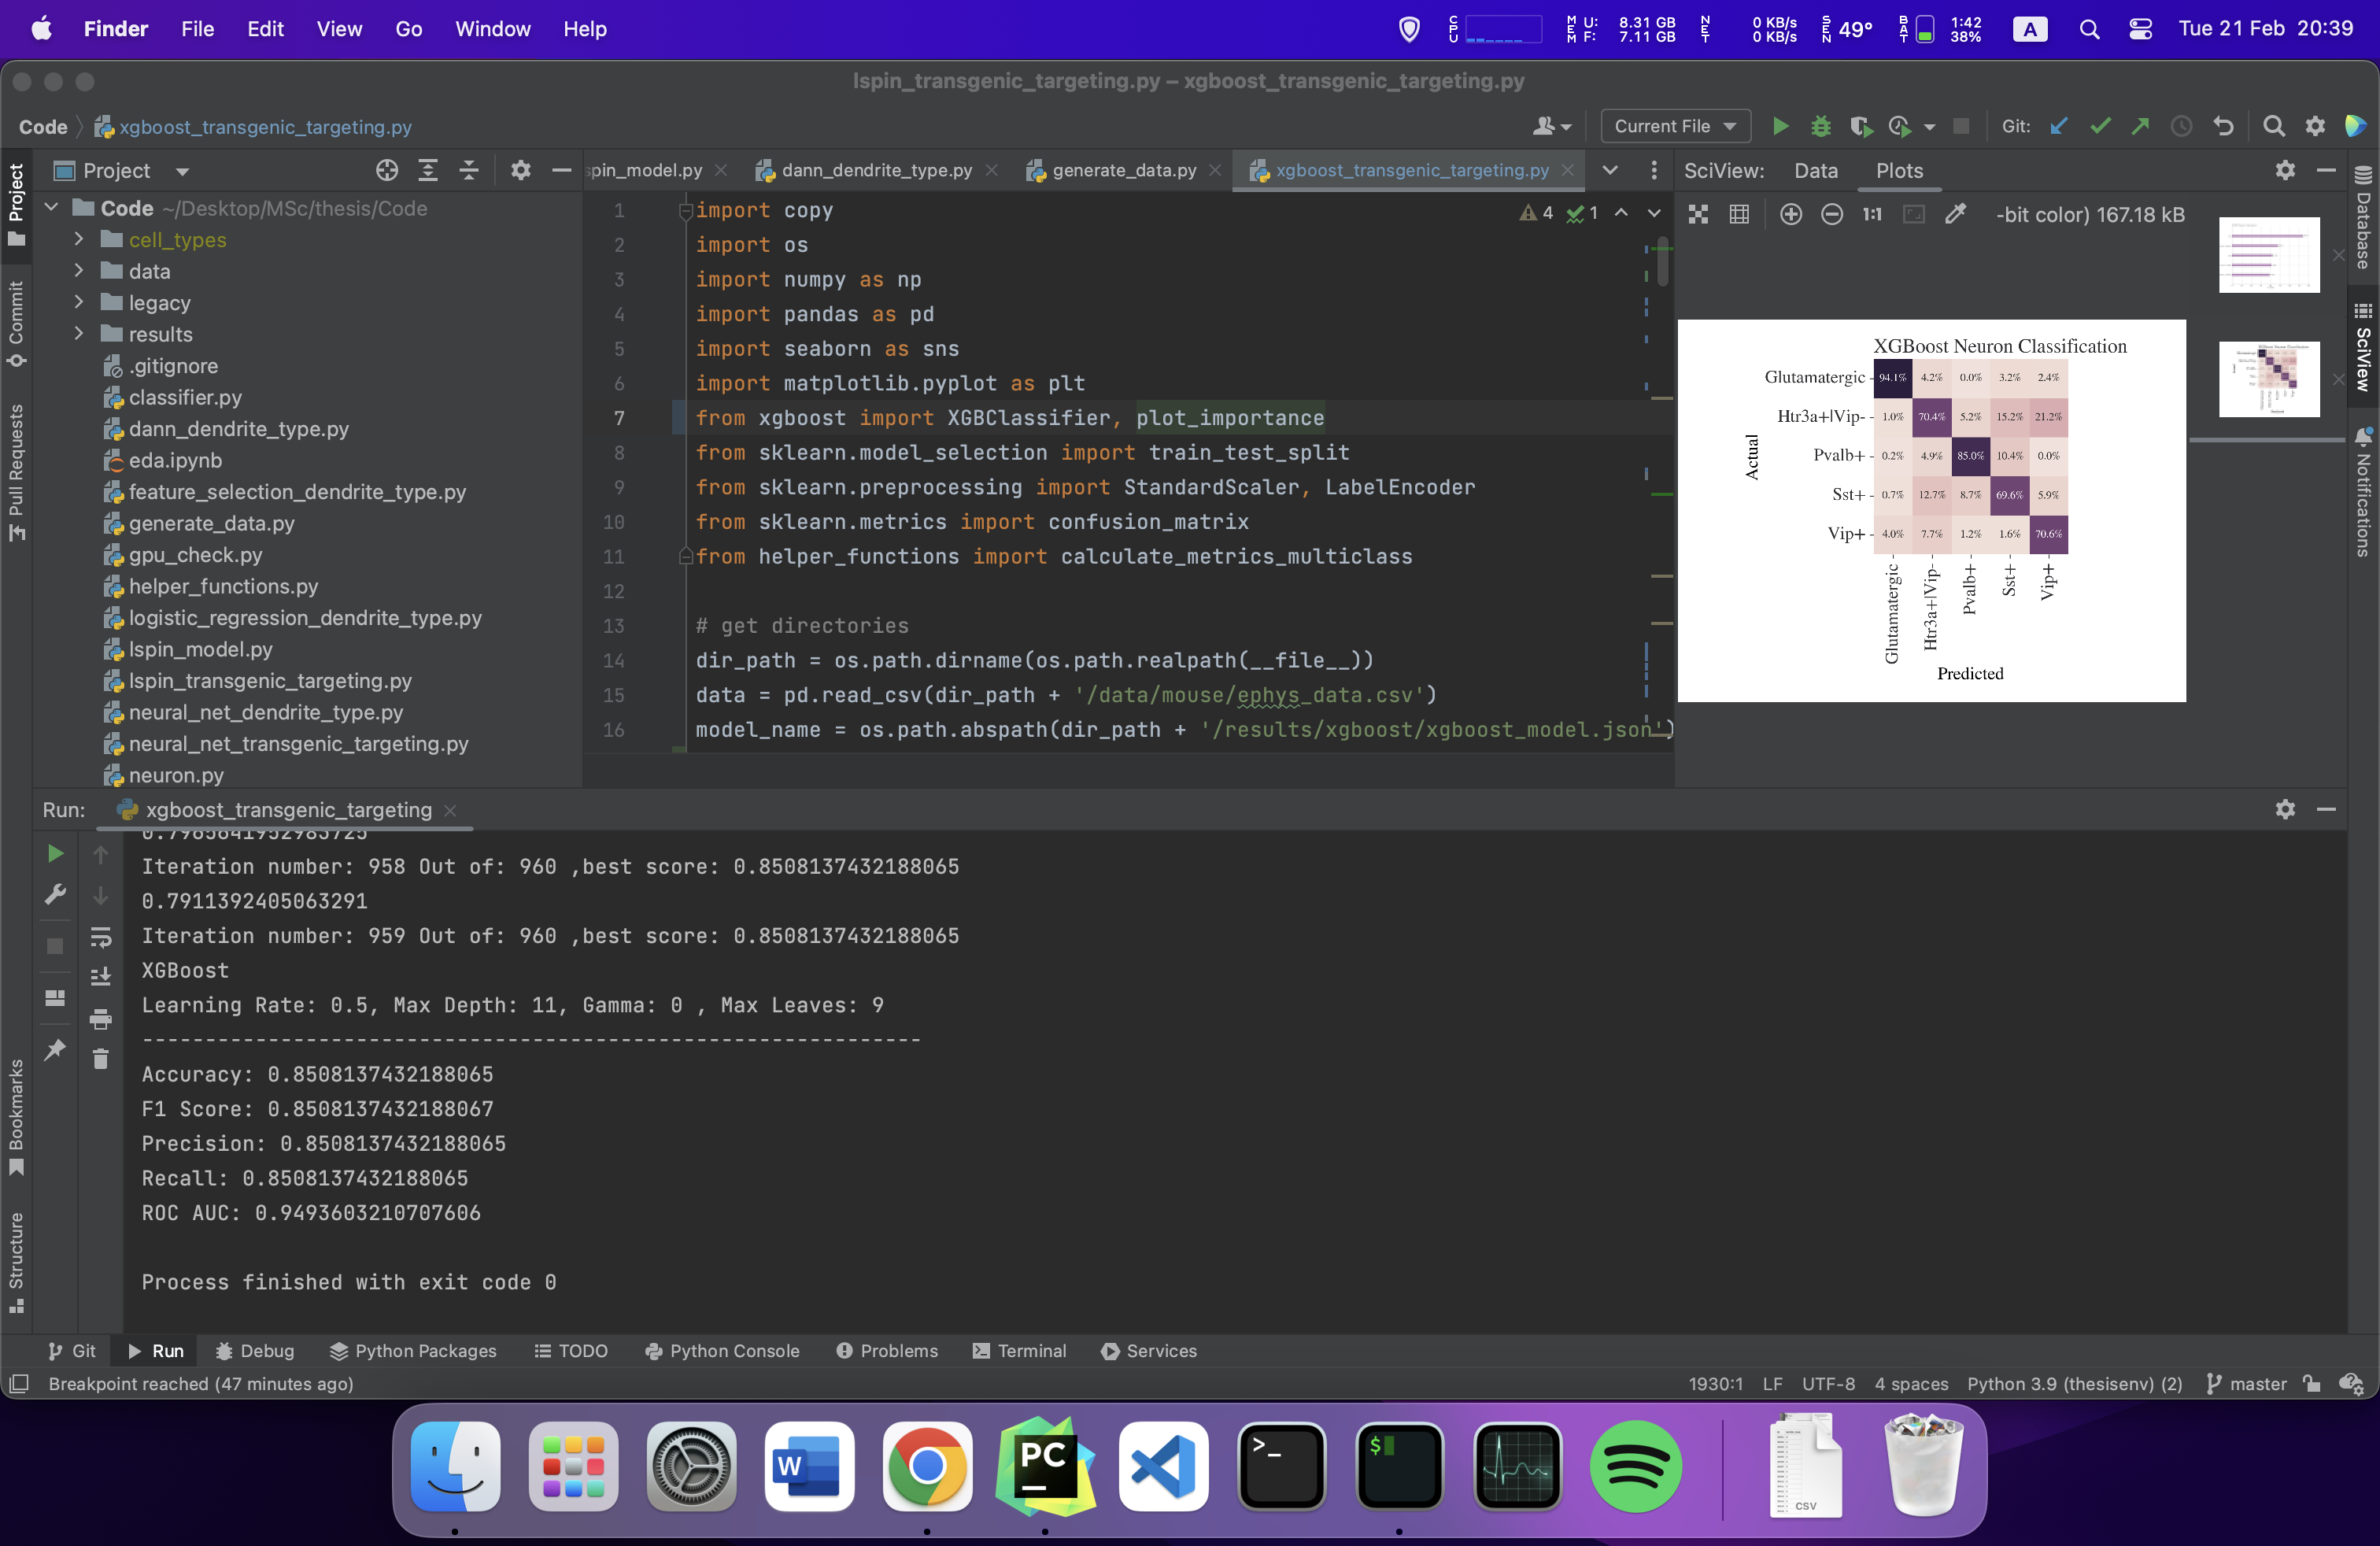 Finder File Edit View Go Window Help
CPU MEM U: 8.31 GB F: 7.11 GB NET 0 KB/s 0 KB/s SEN 49° BAT 1:42 38% A Tue 21 Feb 20:39
lspin_transgenic_targeting.py – xgboost_transgenic_targeting.py
Code xgboost_transgenic_targeting.py Current File Git:
Project
spin_model.py dann_dendrite_type.py generate_data.py xgboost_transgenic_targeting.py
SciView: Data Plots
1:1 -bit color) 167.18 kB
Project
Commit
Pull Requests
Bookmarks
Structure
Code ~/Desktop/MSc/thesis/Code
cell_types
data
legacy
results
.gitignore
classifier.py
dann_dendrite_type.py
eda.ipynb
feature_selection_dendrite_type.py
generate_data.py
gpu_check.py
helper_functions.py
logistic_regression_dendrite_type.py
lspin_model.py
lspin_transgenic_targeting.py
neural_net_dendrite_type.py
neural_net_transgenic_targeting.py
neuron.py
4 1
1 import copy
2 import os
3 import numpy as np
4 import pandas as pd
5 import seaborn as sns
6 import matplotlib.pyplot as plt
7 from xgboost import XGBClassifier, plot_importance
8 from sklearn.model_selection import train_test_split
9 from sklearn.preprocessing import StandardScaler, LabelEncoder
10 from sklearn.metrics import confusion_matrix
11 from helper_functions import calculate_metrics_multiclass
12
13 # get directories
14 dir_path = os.path.dirname(os.path.realpath(__file__))
15 data = pd.read_csv(dir_path + '/data/mouse/ephys_data.csv')
16 model_name = os.path.abspath(dir_path + '/results/xgboost/xgboost_model.json')
XGBoost Neuron Classification
Actual
Glutamatergic 94.1% 4.2% 0.0% 3.2% 2.4%
Htr3a+|Vip- 1.0% 70.4% 5.2% 15.2% 21.2%
Pvalb+ 0.2% 4.9% 85.0% 10.4% 0.0%
Sst+ 0.7% 12.7% 8.7% 69.6% 5.9%
Vip+ 4.0% 7.7% 1.2% 1.6% 70.6%
Glutamatergic Htr3a+|Vip- Pvalb+ Sst+ Vip+
Predicted
Database
SciView
Notifications
Run: xgboost_transgenic_targeting
0.7965641952983725
Iteration number: 958 Out of: 960 ,best score: 0.8508137432188065
0.7911392405063291
Iteration number: 959 Out of: 960 ,best score: 0.8508137432188065
XGBoost
Learning Rate: 0.5, Max Depth: 11, Gamma: 0 , Max Leaves: 9
--------------------------------------------------------------
Accuracy: 0.8508137432188065
F1 Score: 0.8508137432188067
Precision: 0.8508137432188065
Recall: 0.8508137432188065
ROC AUC: 0.9493603210707606
Process finished with exit code 0
Git Run Debug Python Packages TODO Python Console Problems Terminal Services
Breakpoint reached (47 minutes ago) 1930:1 LF UTF-8 4 spaces Python 3.9 (thesisenv) (2) master
W PC >_ $ CSV